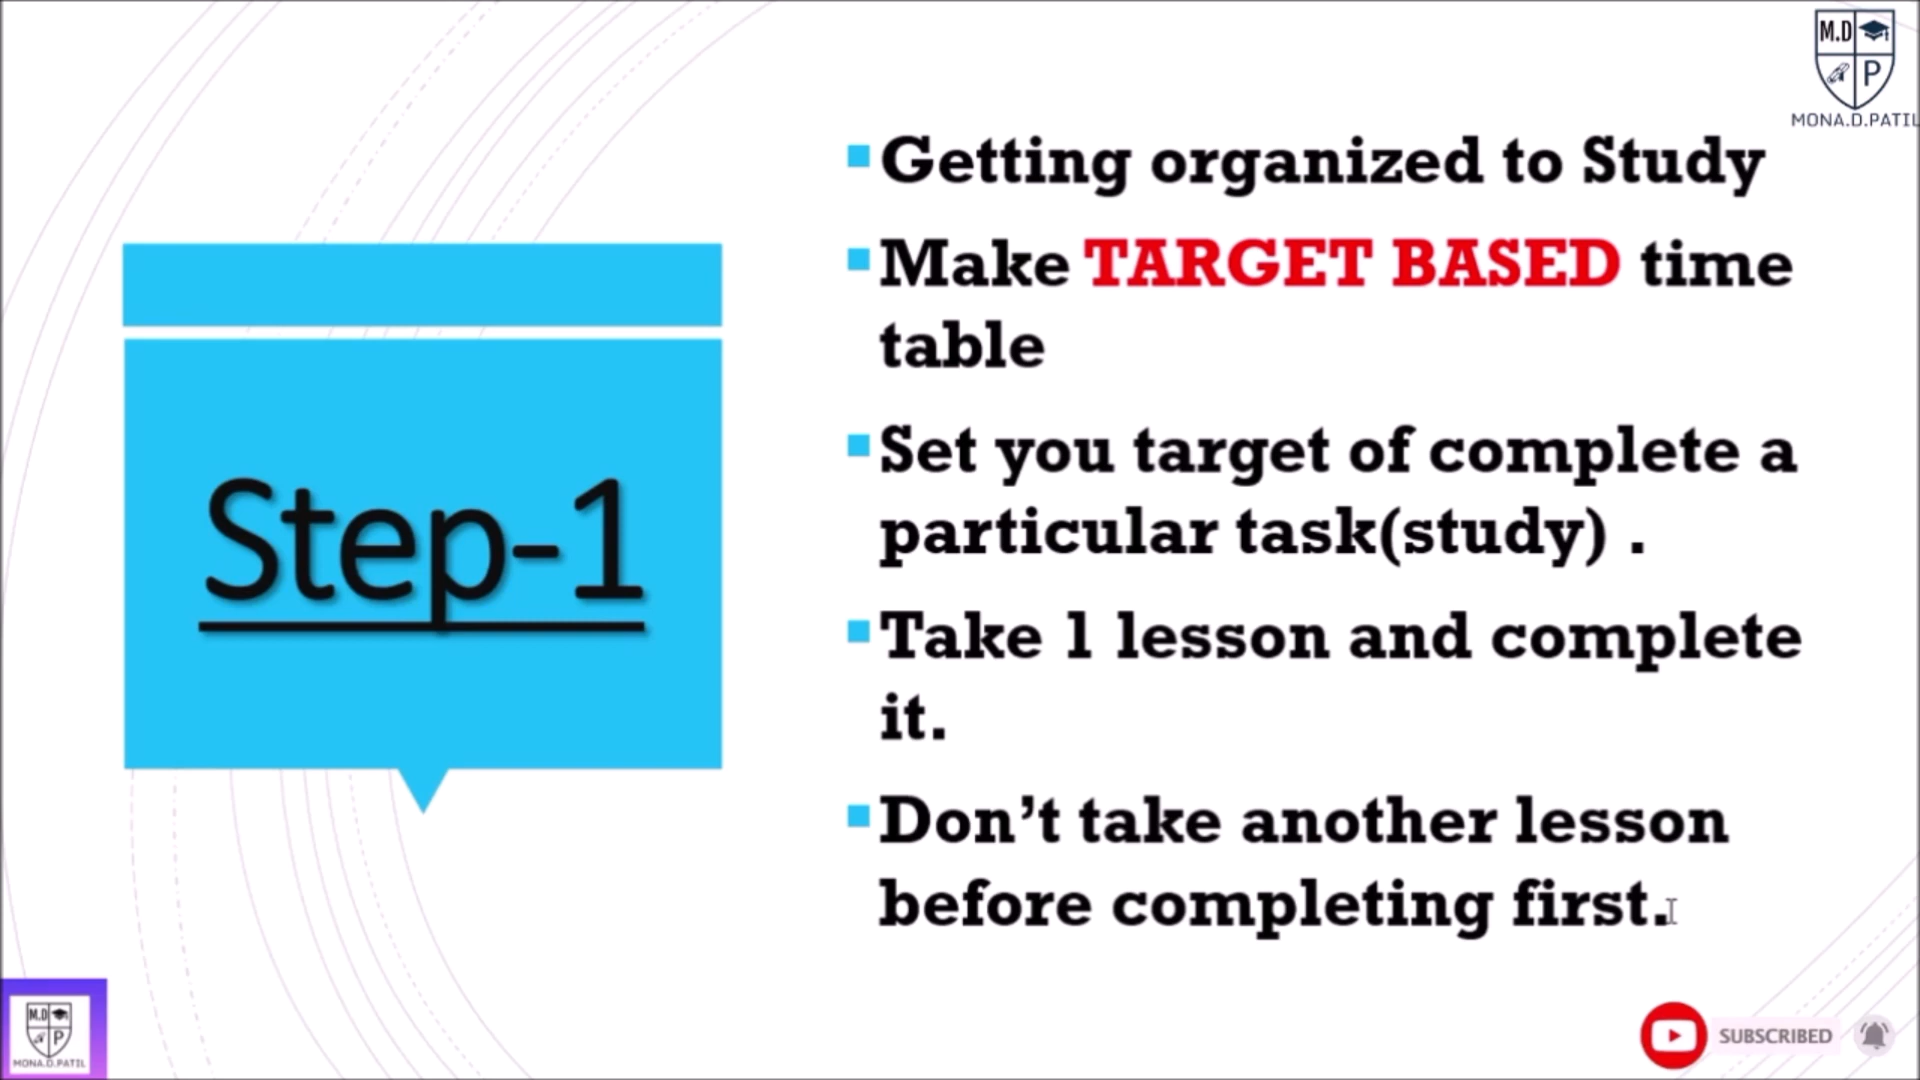 M.D
P
MONA.D.PATIL
Getting organized to Study
Make TARGET BASED time
table
Set you target of complete a
particular task(study) .
Take 1 lesson and complete
it.
Don't take another lesson
before completing first.
Step-1
M.D
P
MONA.D.PATIL
SUBSCRIBED